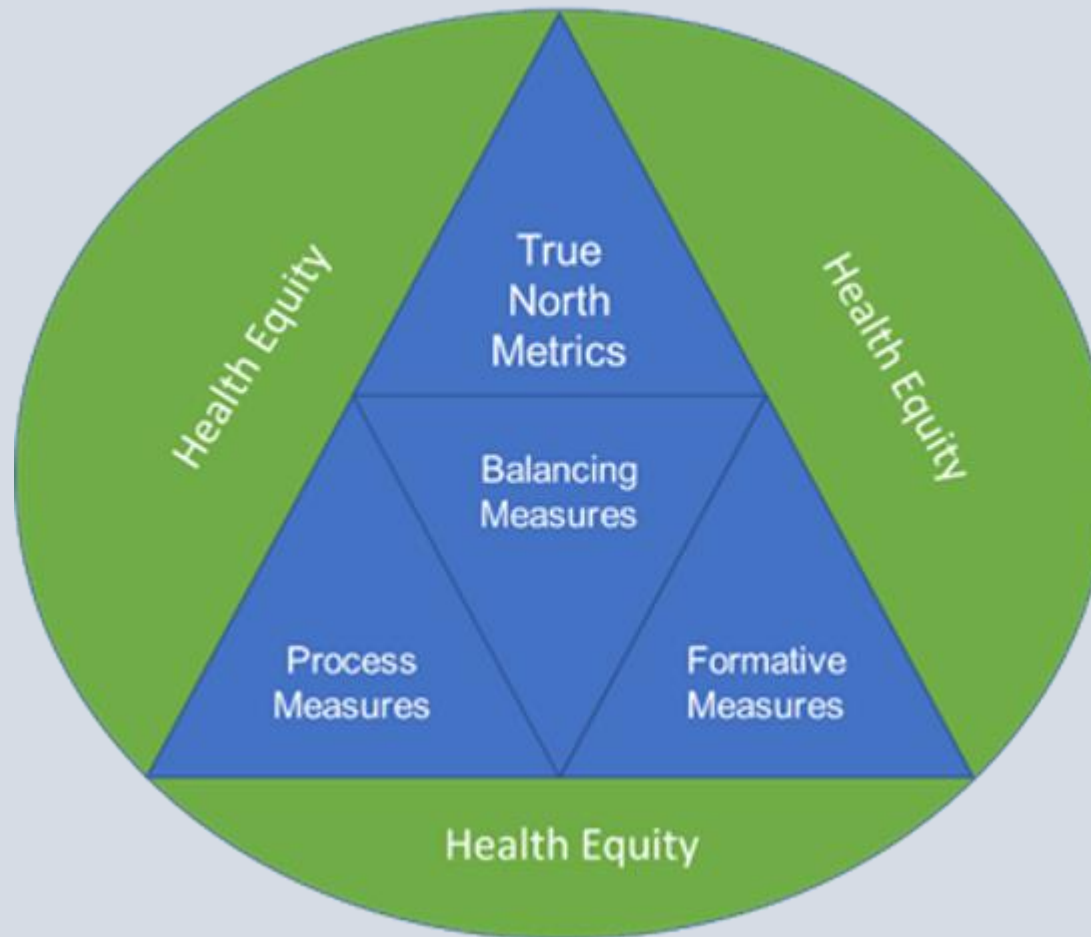 True
North
Metrics
Health Equity
Health Equity
Balancing
Measures
Process
Measures
Formative
Measures
Health Equity